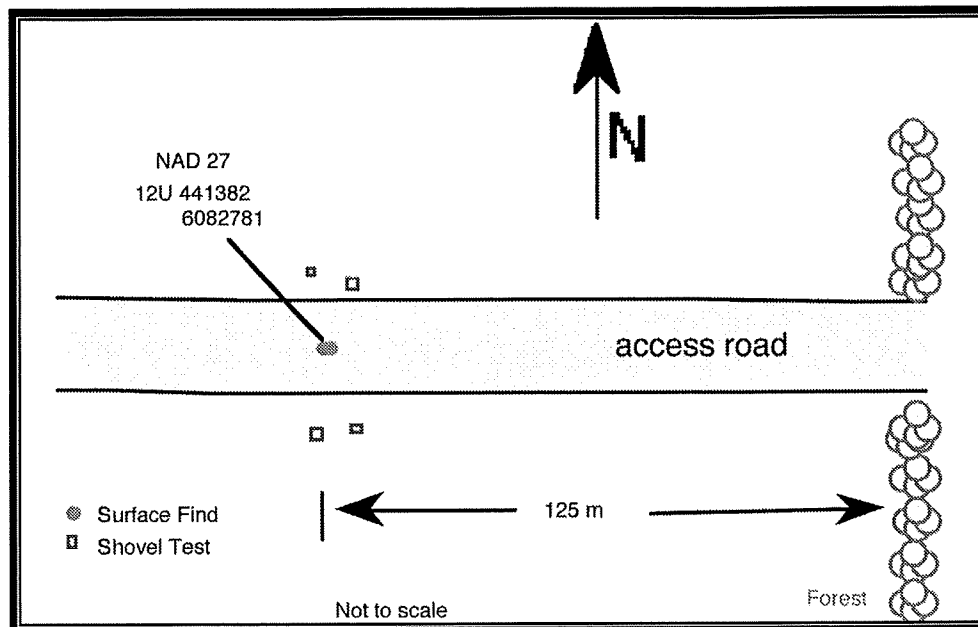 N
NAD 27
12U 441382
6082781
access road
125 m
Surface Find
Shovel Test
Forest
Not to scale